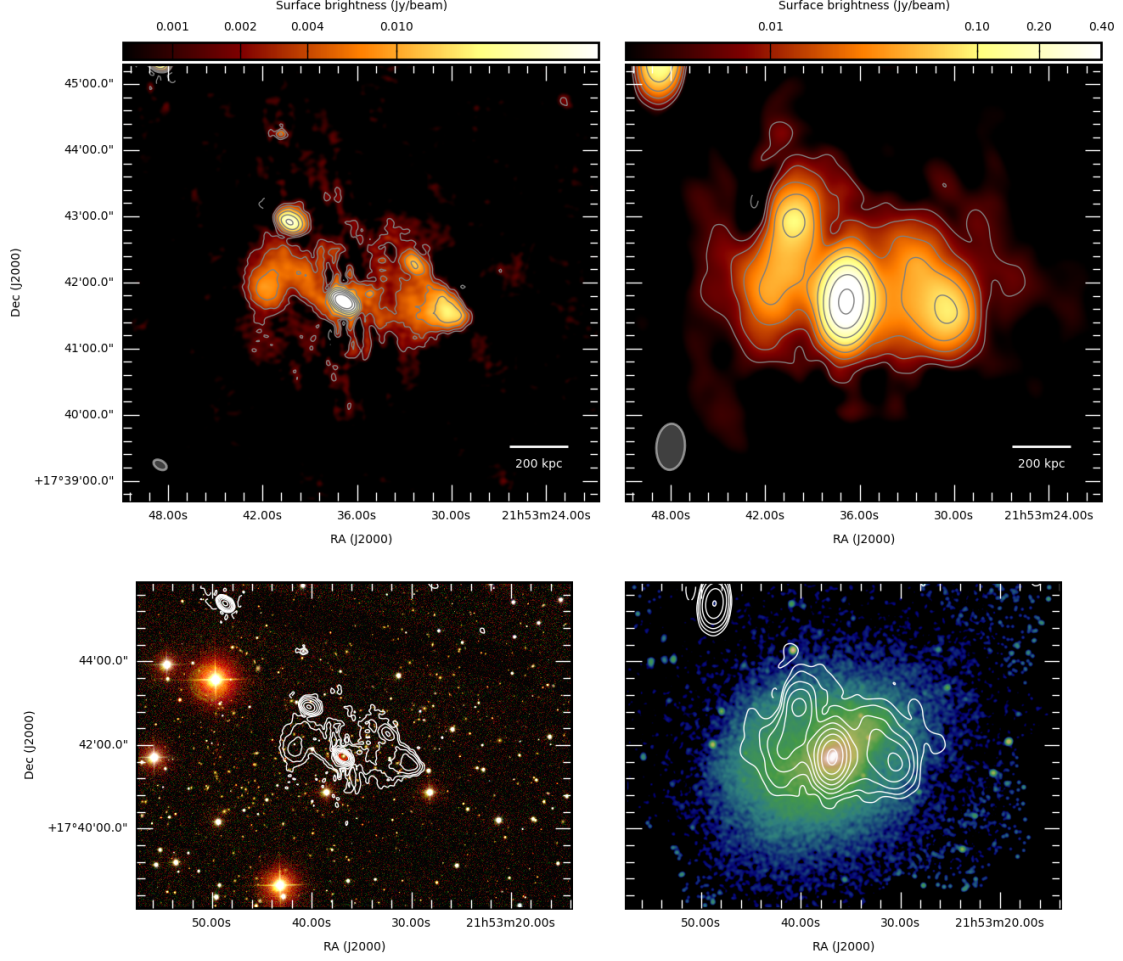 Surface brightness (Jy/beam)
0.001 0.002 0.004 0.010
Surface brightness (Jy/beam)
0.01 0.10 0.20 0.40
Dec (J2000)
45'00.0"
44'00.0"
43'00.0"
42'00.0"
41'00.0"
40'00.0"
+17°39'00.0"
200 kpc
48.00s 42.00s 36.00s 30.00s 21h53m24.00s
RA (J2000)
200 kpc
48.00s 42.00s 36.00s 30.00s 21h53m24.00s
RA (J2000)
Dec (J2000)
44'00.0"
42'00.0"
+17°40'00.0"
50.00s 40.00s 30.00s 21h53m20.00s
RA (J2000)
50.00s 40.00s 30.00s 21h53m20.00s
RA (J2000)